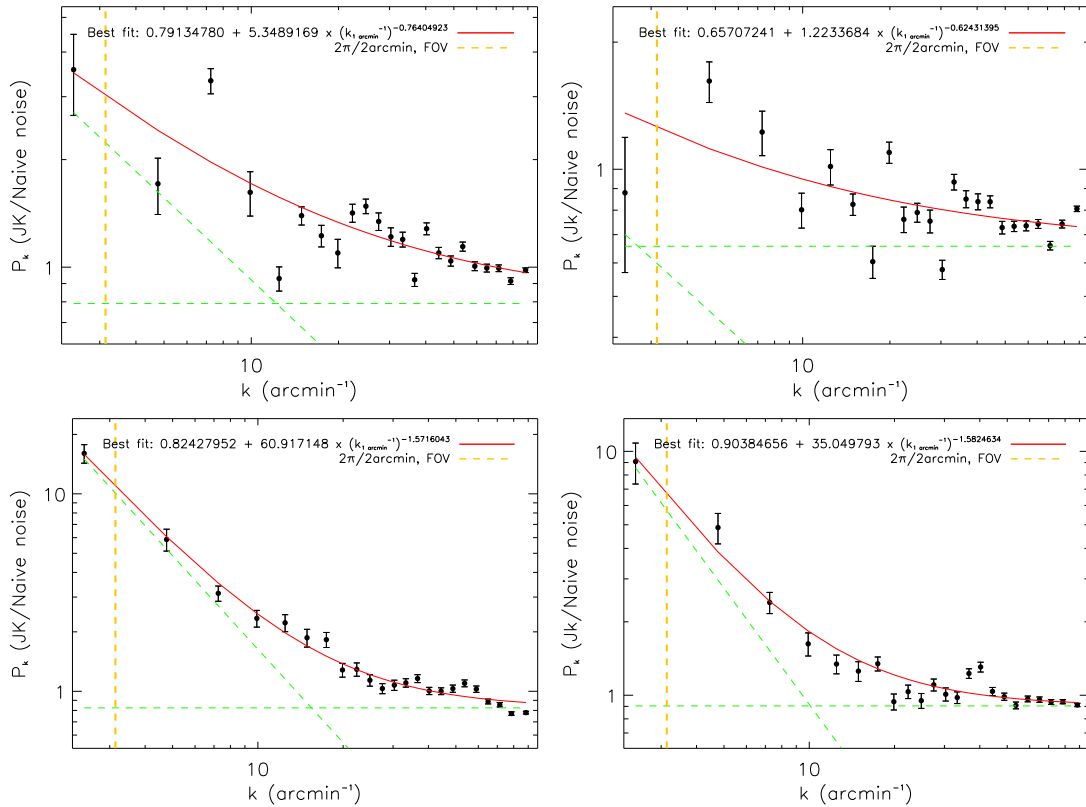 Best fit: 0.79134780 + 5.3489169 x (k1 arcmin⁻¹)⁻⁰·⁷⁶⁴⁰⁴⁹²³
2π/2arcmin, FOV
Pk (JK/Naive noise)
1
10
k (arcmin⁻¹)
Best fit: 0.65707241 + 1.2233684 x (k1 arcmin⁻¹)⁻⁰·⁶²⁴³¹³⁹⁵
2π/2arcmin, FOV
Pk (Jk/Naive noise)
1
10
k (arcmin⁻¹)
Best fit: 0.82427952 + 60.917148 x (k1 arcmin⁻¹)⁻¹·⁵⁷¹⁶⁰⁴³
2π/2arcmin, FOV
Pk (JK/Naive noise)
10
1
10
k (arcmin⁻¹)
Best fit: 0.90384656 + 35.049793 x (k1 arcmin⁻¹)⁻¹·⁵⁸²⁴⁶³⁴
2π/2arcmin, FOV
Pk (Jk/Naive noise)
10
1
10
k (arcmin⁻¹)